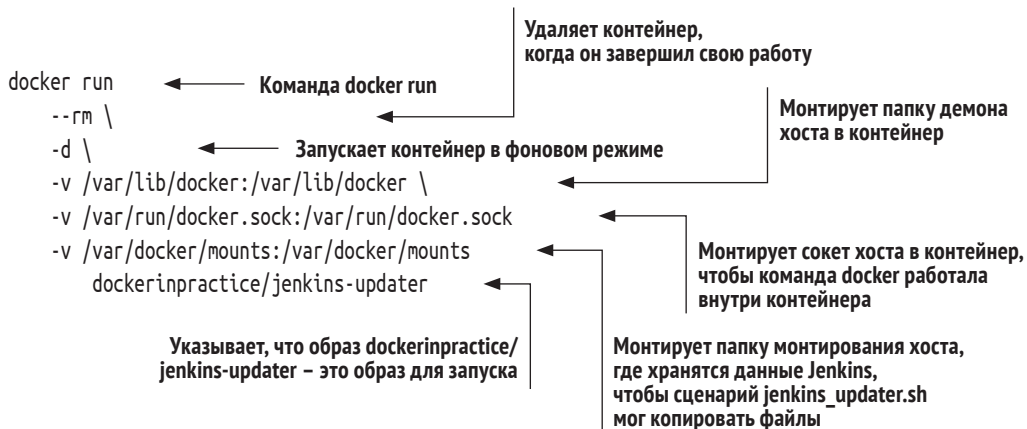 Удаляет контейнер,
когда он завершил свою работу
docker run
Команда docker run
--rm \
Монтирует папку демона
хоста в контейнер
-d \
Запускает контейнер в фоновом режиме
-v /var/lib/docker:/var/lib/docker \
-v /var/run/docker.sock:/var/run/docker.sock
-v /var/docker/mounts:/var/docker/mounts
Монтирует сокет хоста в контейнер,
чтобы команда docker работала
внутри контейнера
dockerinpractice/jenkins-updater
Указывает, что образ dockerinpractice/
jenkins-updater – это образ для запуска
Монтирует папку монтирования хоста,
где хранятся данные Jenkins,
чтобы сценарий jenkins_updater.sh
мог копировать файлы